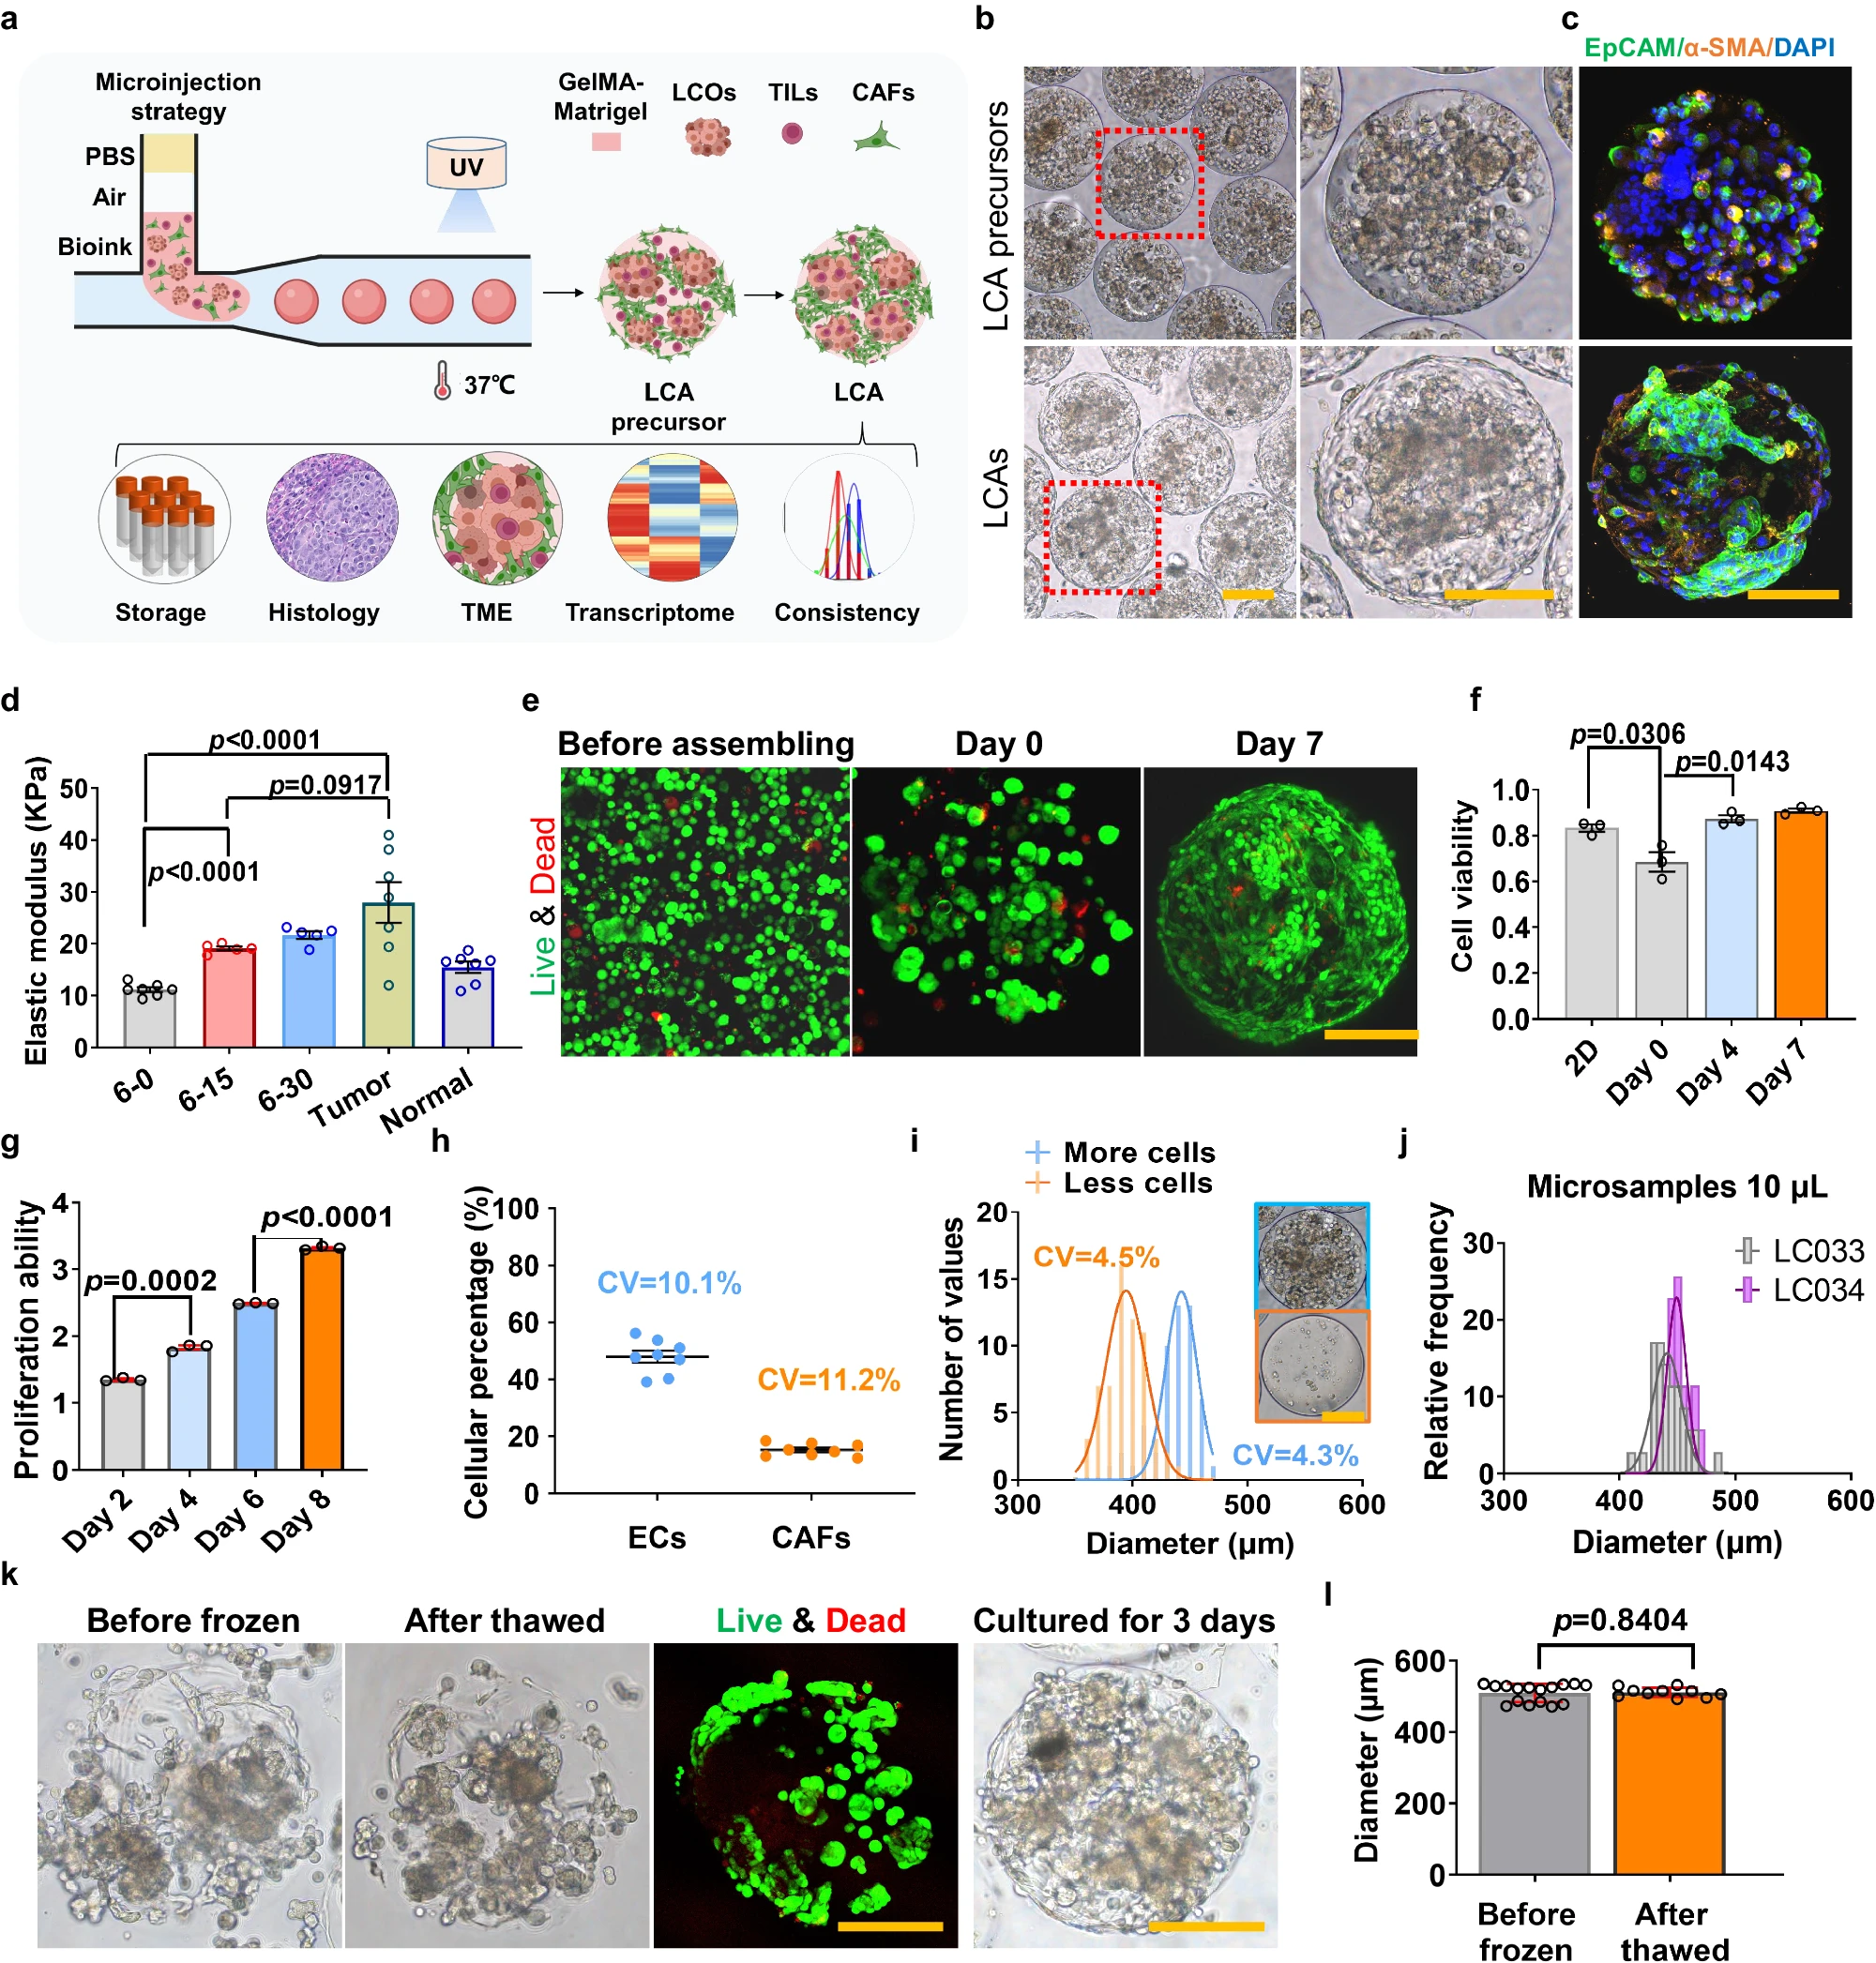 a
Microinjection
strategy
PBS
Air
Bioink
UV
37℃
GelMA-
Matrigel
LCOs
TILs
CAFs
LCA
precursor
LCA
Storage
Histology
TME
Transcriptome
Consistency
b
LCA precursors
LCAs
c
EpCAM/α-SMA/DAPI
d
Elastic modulus (KPa)
50
40
30
20
10
0
p<0.0001
p=0.0917
p<0.0001
6-0
6-15
6-30
Tumor
Normal
e
Before assembling
Day 0
Day 7
Live & Dead
f
Cell viability
1.0
0.8
0.6
0.4
0.2
0.0
p=0.0306
p=0.0143
2D
Day 0
Day 4
Day 7
g
Proliferation ability
4
3
2
1
0
p=0.0002
p<0.0001
Day 2
Day 4
Day 6
Day 8
h
Cellular percentage (%)
100
80
60
40
20
0
CV=10.1%
CV=11.2%
ECs
CAFs
i
More cells
Less cells
Number of values
20
15
10
5
0
CV=4.5%
CV=4.3%
300
400
500
600
Diameter (μm)
j
Microsamples 10 μL
Relative frequency
30
20
10
0
LC033
LC034
300
400
500
600
Diameter (μm)
k
Before frozen
After thawed
Live & Dead
Cultured for 3 days
l
p=0.8404
Diameter (μm)
600
400
200
0
Before
frozen
After
thawed